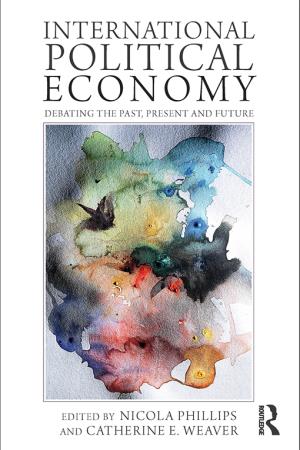 INTERNATIONAL
POLITICAL
ECONOMY
DEBATING THE PAST, PRESENT AND FUTURE
EDITED BY NICOLA PHILLIPS
AND CATHERINE E. WEAVER
ROUTLEDGE